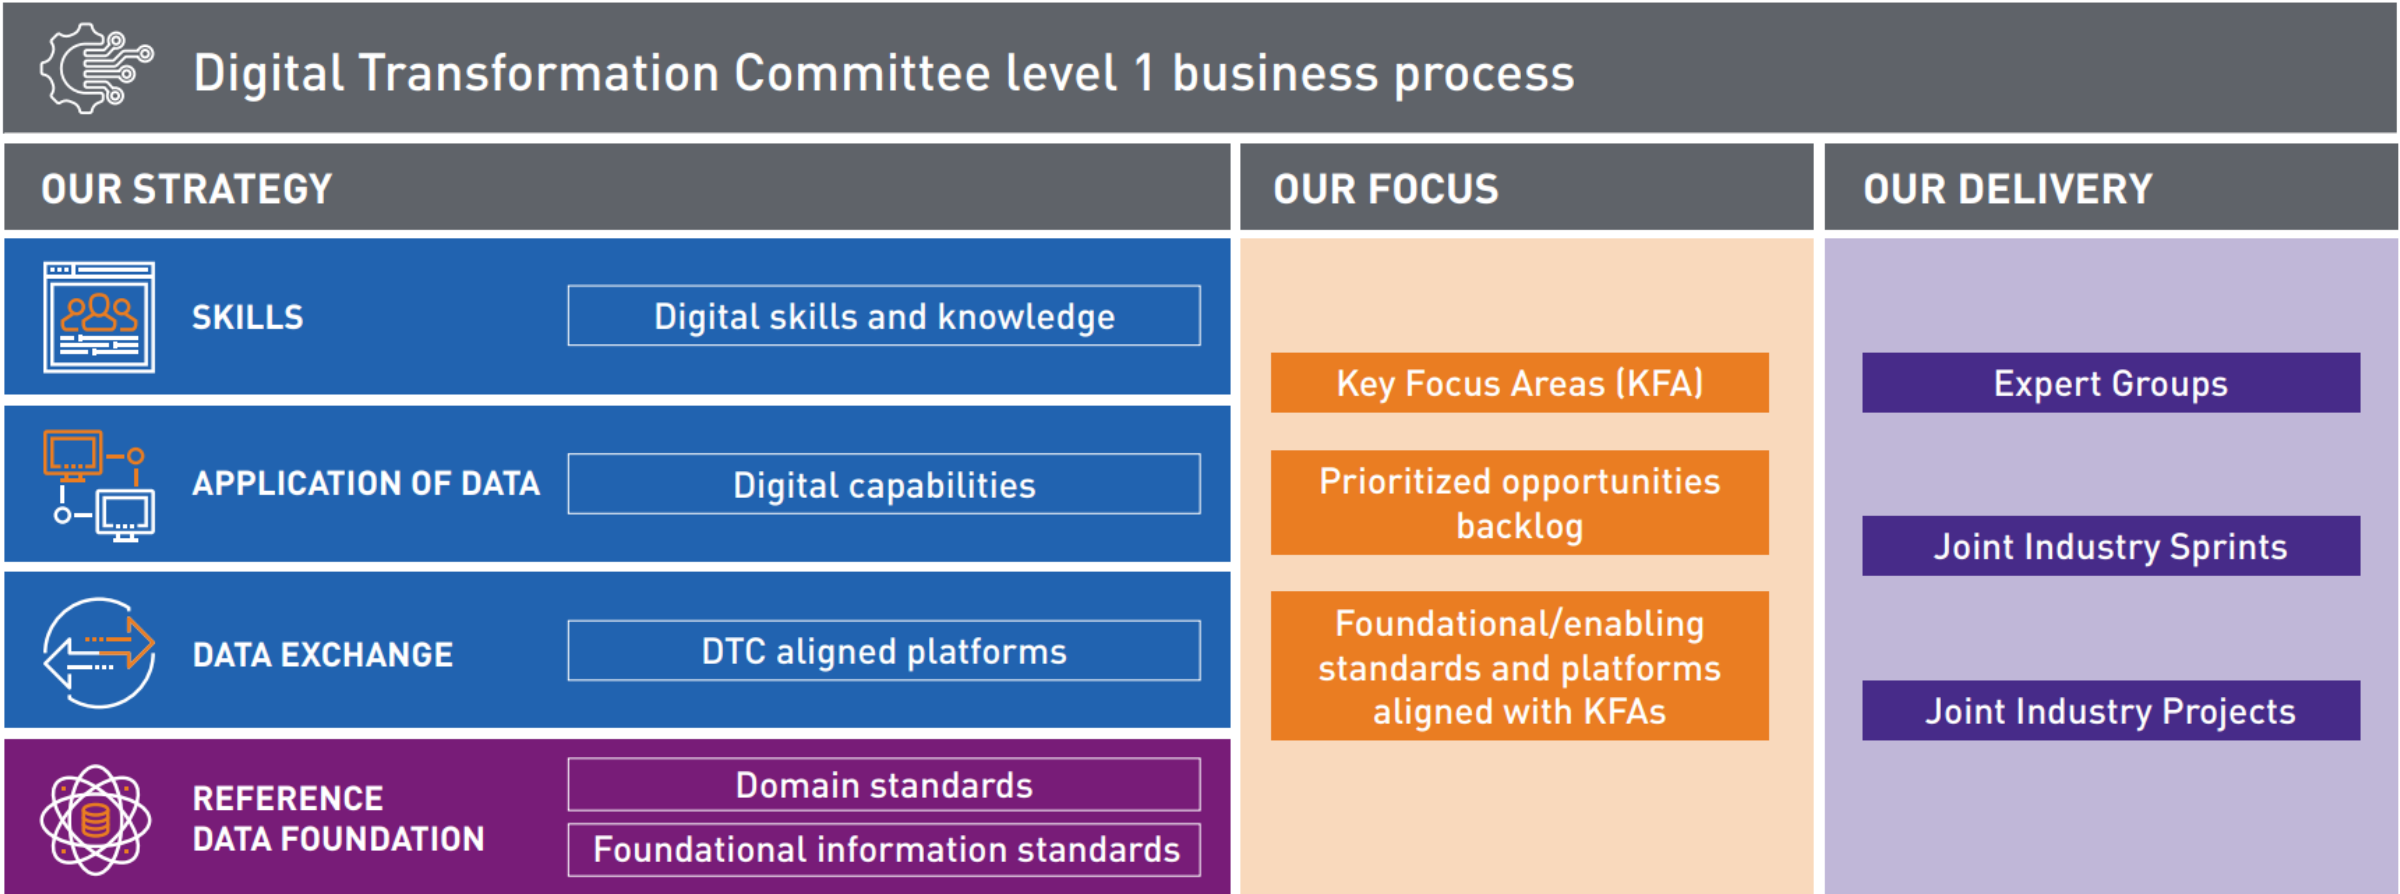 Digital Transformation Committee level 1 business process
OUR STRATEGY
SKILLS
Digital skills and knowledge
APPLICATION OF DATA
Digital capabilities
DATA EXCHANGE
DTC aligned platforms
REFERENCE
DATA FOUNDATION
Domain standards
Foundational information standards
OUR FOCUS
Key Focus Areas (KFA)
Prioritized opportunities
backlog
Foundational/enabling
standards and platforms
aligned with KFAs
OUR DELIVERY
Expert Groups
Joint Industry Sprints
Joint Industry Projects